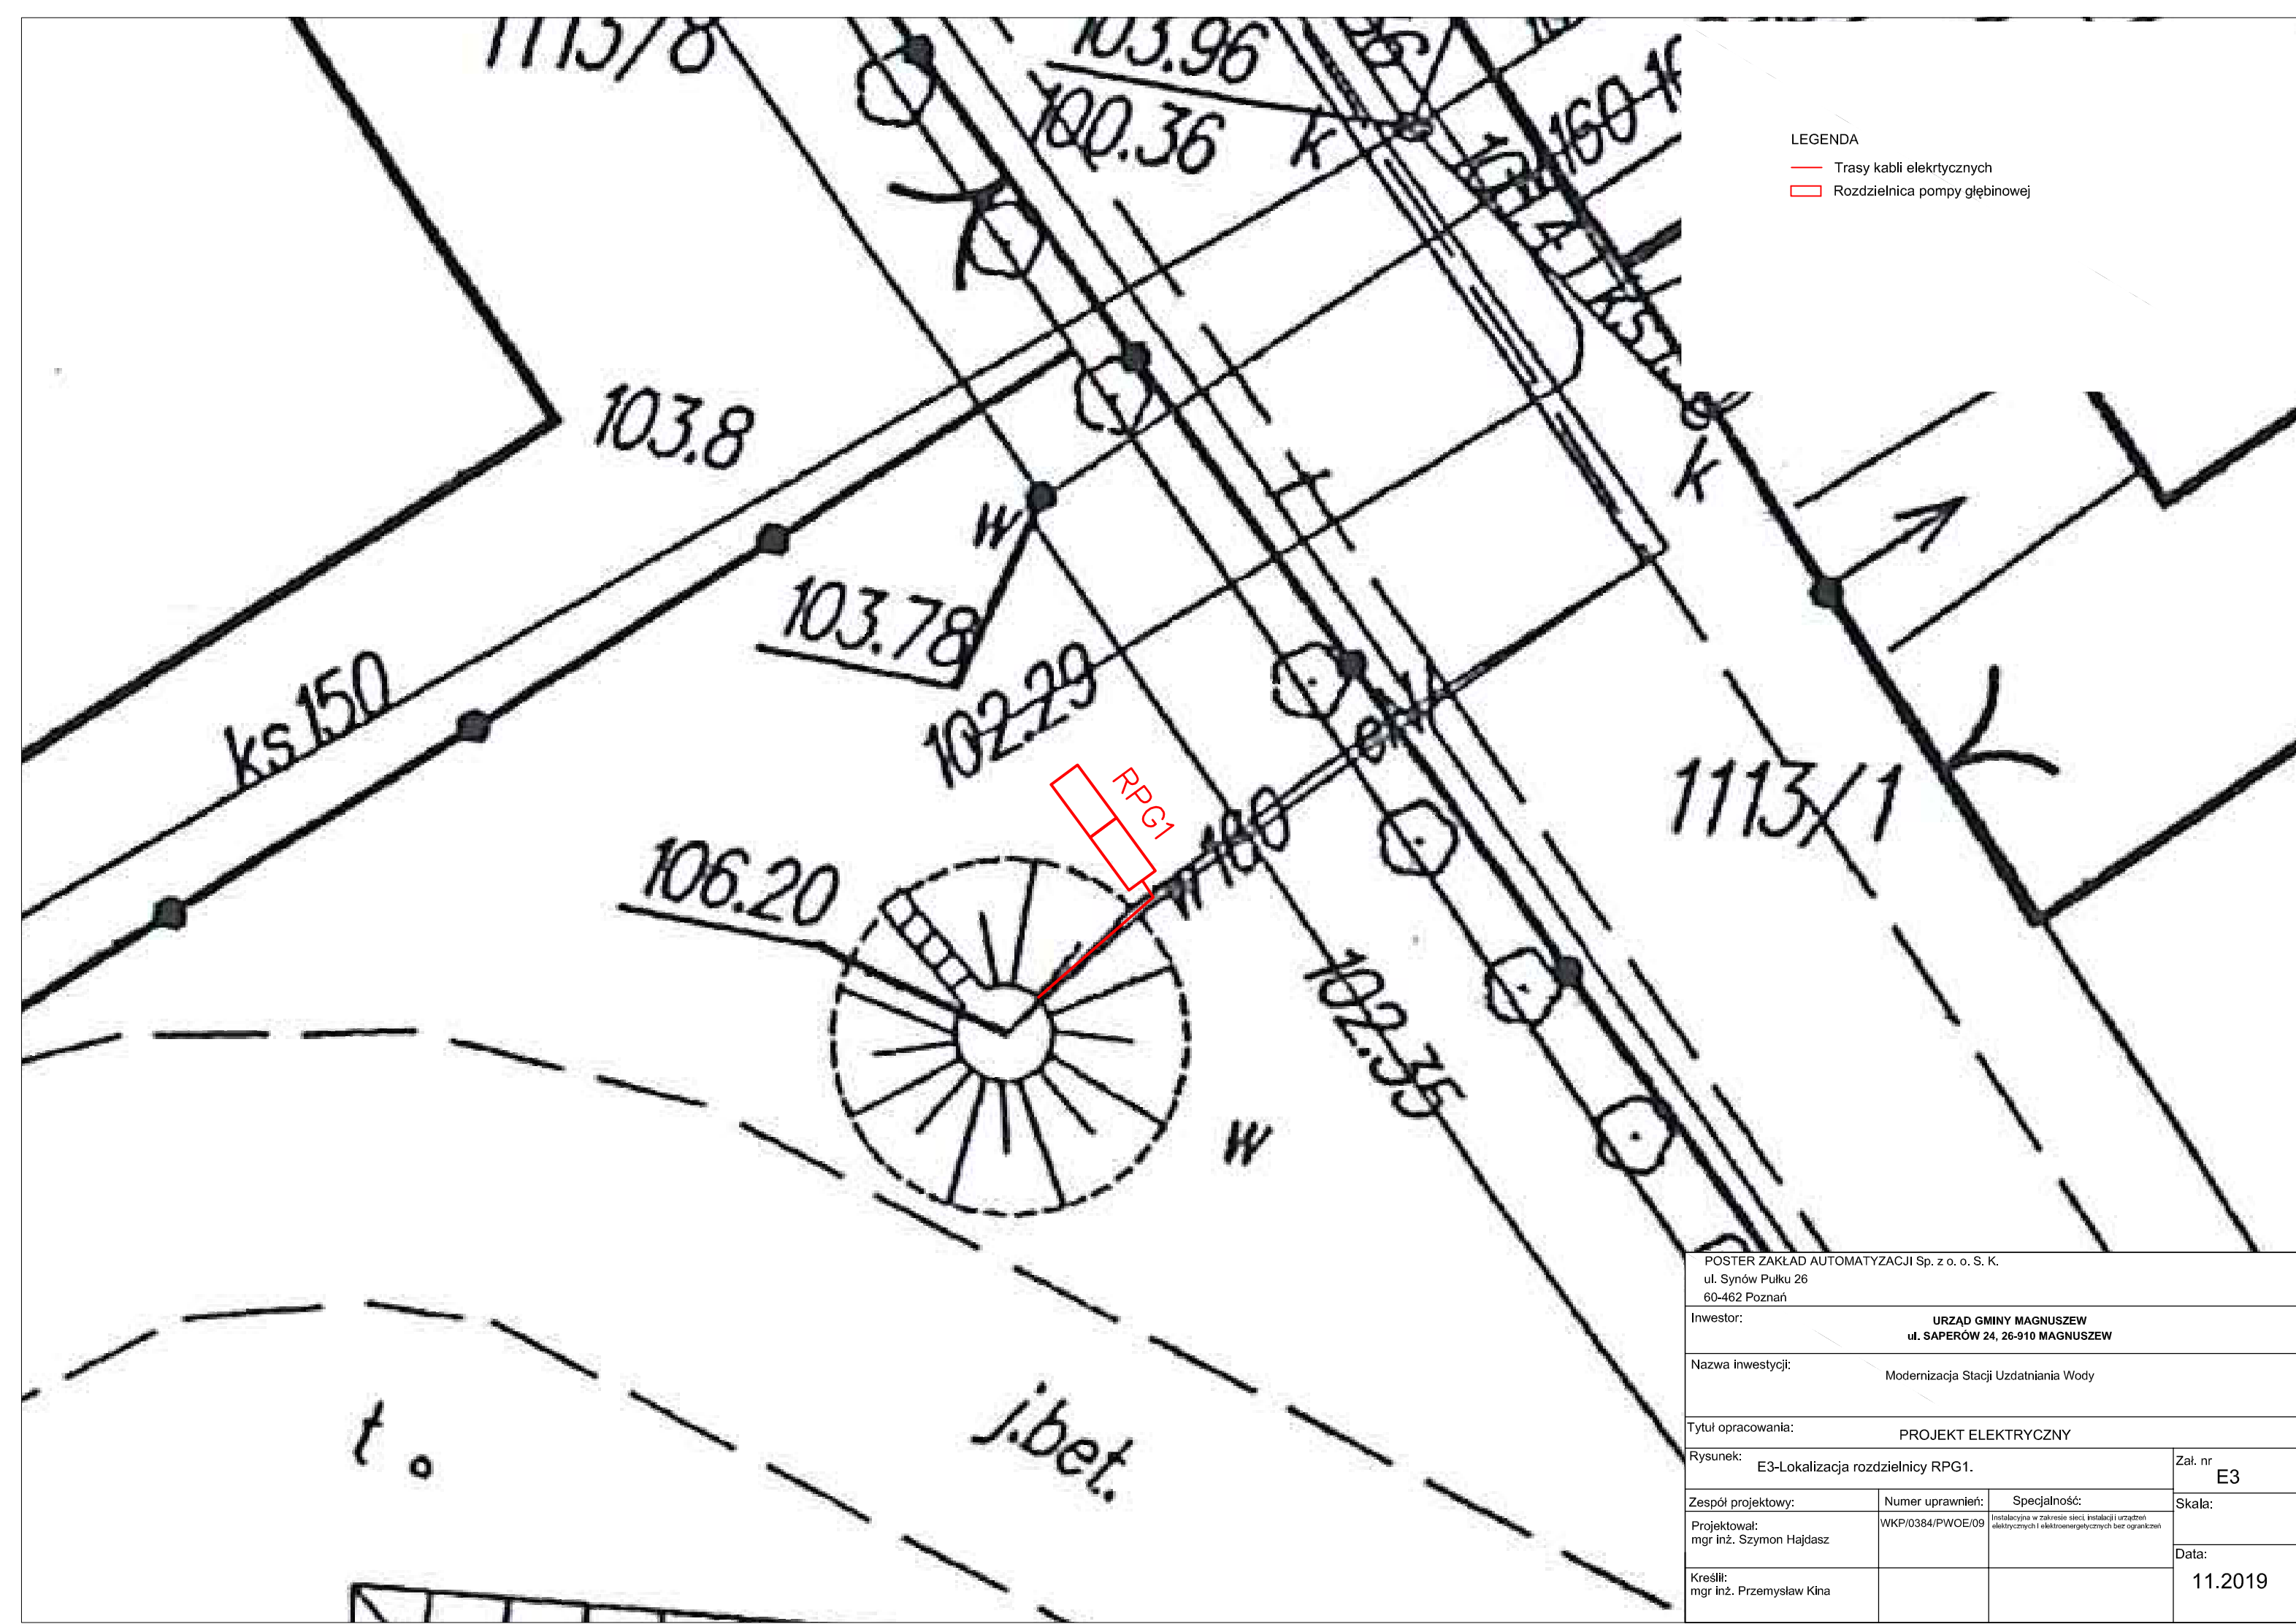 1113/8
103.96
100.36
k
160
LEGENDA
Trasy kabli elekrtycznych
Rozdzielnica pompy głębinowej
103.8
k
w
103.78
ks150
102.29
RPG1
1113/1
w100
106.20
102.35
w
j.bet.
t
POSTER ZAKŁAD AUTOMATYZACJI Sp. z o. o. S. K.
ul. Synów Pułku 26
60-462 Poznań
Inwestor:
URZĄD GMINY MAGNUSZEW
ul. SAPERÓW 24, 26-910 MAGNUSZEW
Nazwa inwestycji:
Modernizacja Stacji Uzdatniania Wody
Tytuł opracowania:
PROJEKT ELEKTRYCZNY
Rysunek:
E3-Lokalizacja rozdzielnicy RPG1.
Zał. nr
E3
Zespół projektowy:
Numer uprawnień:
Specjalność:
Skala:
Projektował:
mgr inż. Szymon Hajdasz
WKP/0384/PWOE/09
Instalacyjna w zakresie sieci, instalacji i urządzeń
elektrycznych i elektroenergetycznych bez ograniczeń
Data:
11.2019
Kreślił:
mgr inż. Przemysław Kina